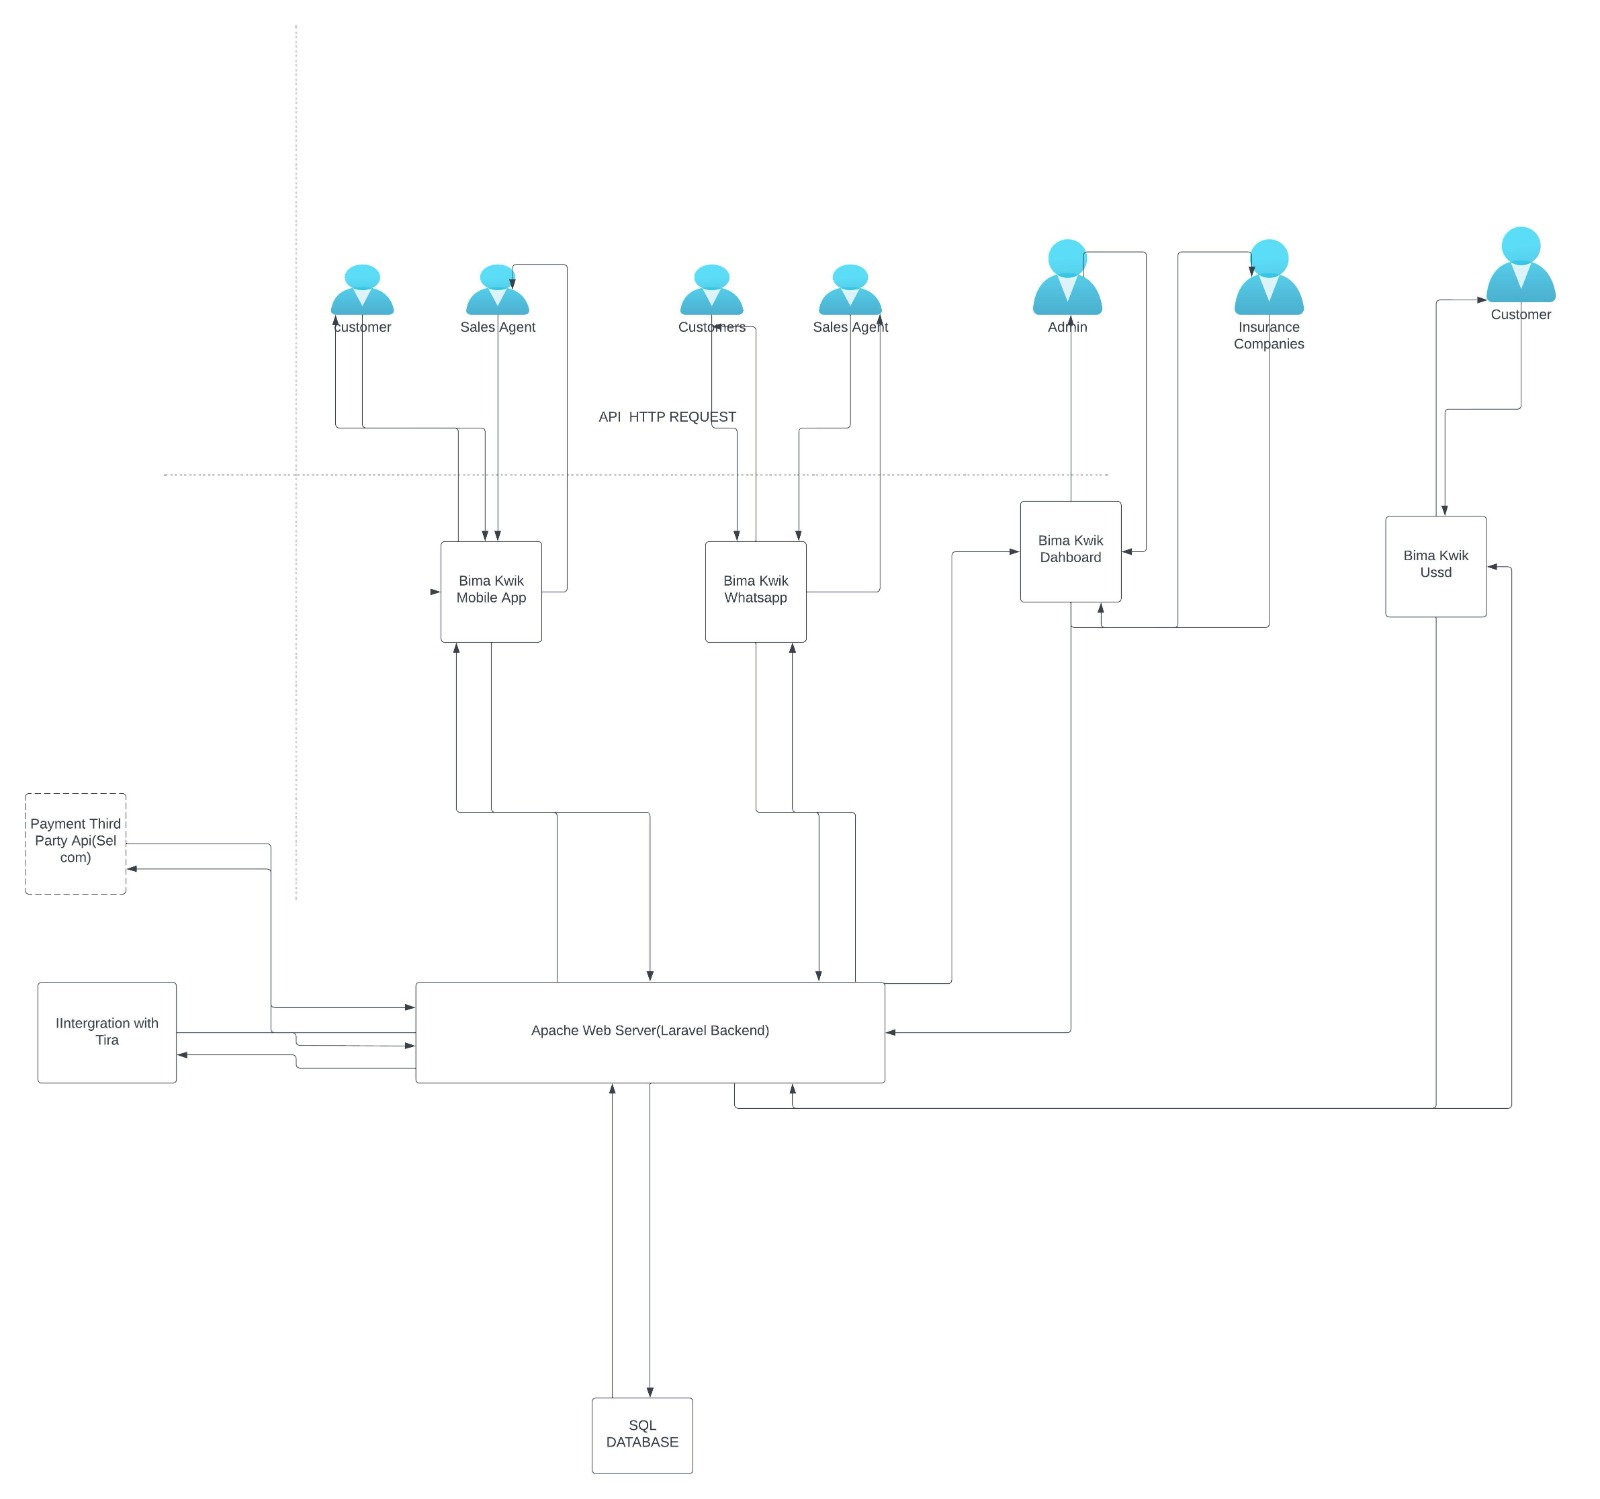 customer
Sales Agent
Customers
Sales Agent
Admin
Insurance
Companies
Customer
API  HTTP REQUEST
Bima Kwik
Mobile App
Bima Kwik
Whatsapp
Bima Kwik
Dahboard
Bima Kwik
Ussd
Payment Third
Party Api(Sel
com)
IIntergration with
Tira
Apache Web Server(Laravel Backend)
SQL
DATABASE